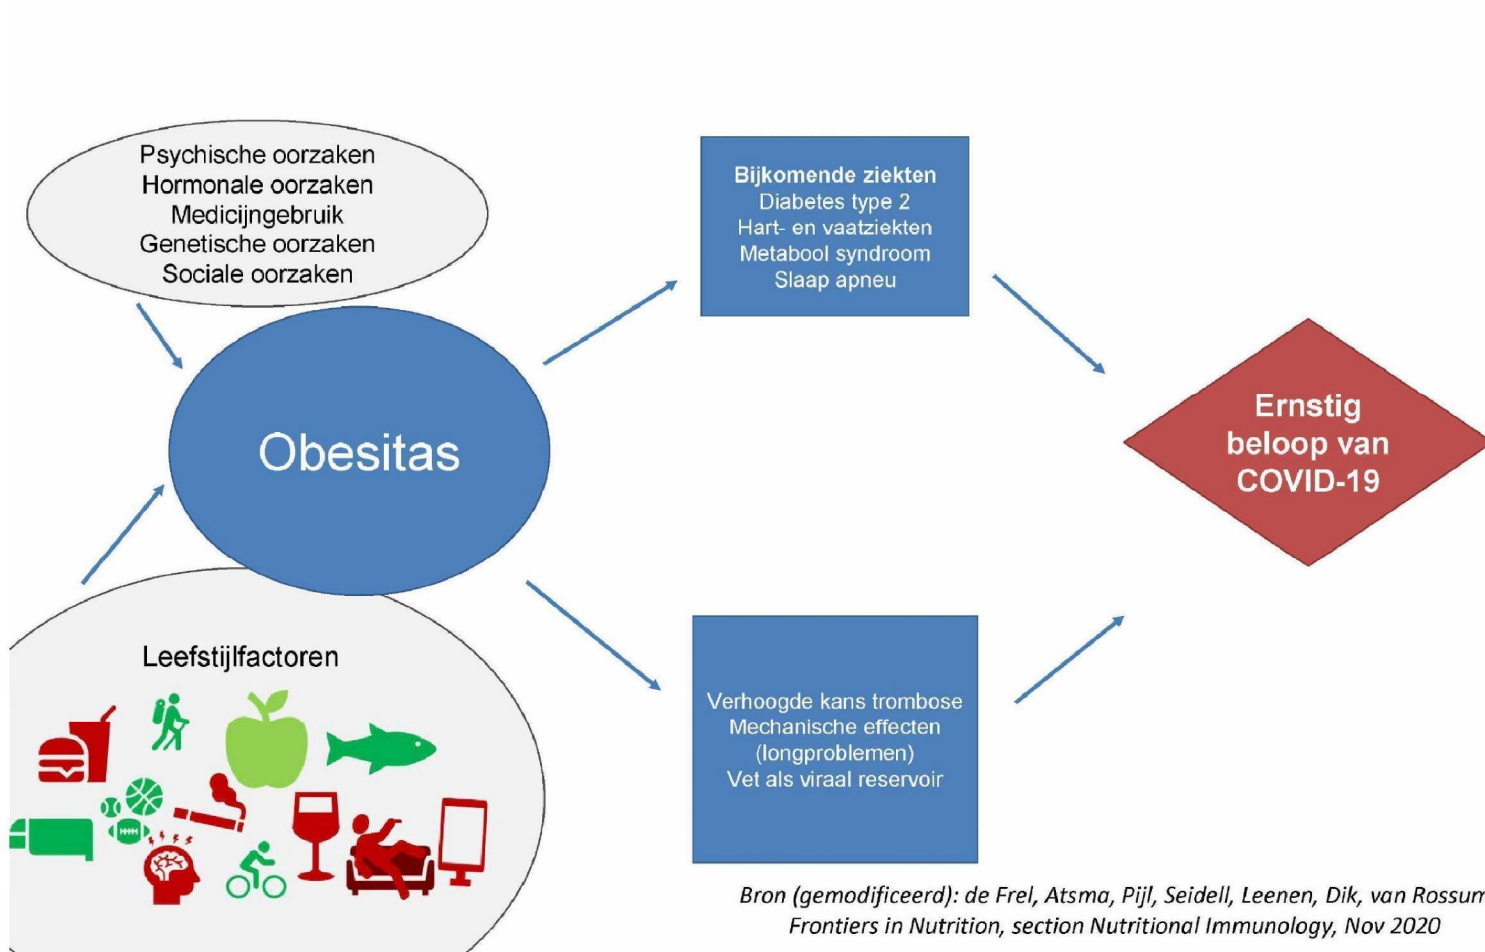 Psychische oorzaken
Hormonale oorzaken
Medicijngebruik
Genetische oorzaken
Sociale oorzaken
Obesitas
Leefstijlfactoren
Bijkomende ziekten
Diabetes type 2
Hart- en vaatziekten
Metabool syndroom
Slaap apneu
Verhoogde kans trombose
Mechanische effecten
(longproblemen)
Vet als viraal reservoir
Ernstig
beloop van
COVID-19
Bron (gemodificeerd): de Frel, Atsma, Pijl, Seidell, Leenen, Dik, van Rossum
Frontiers in Nutrition, section Nutritional Immunology, Nov 2020